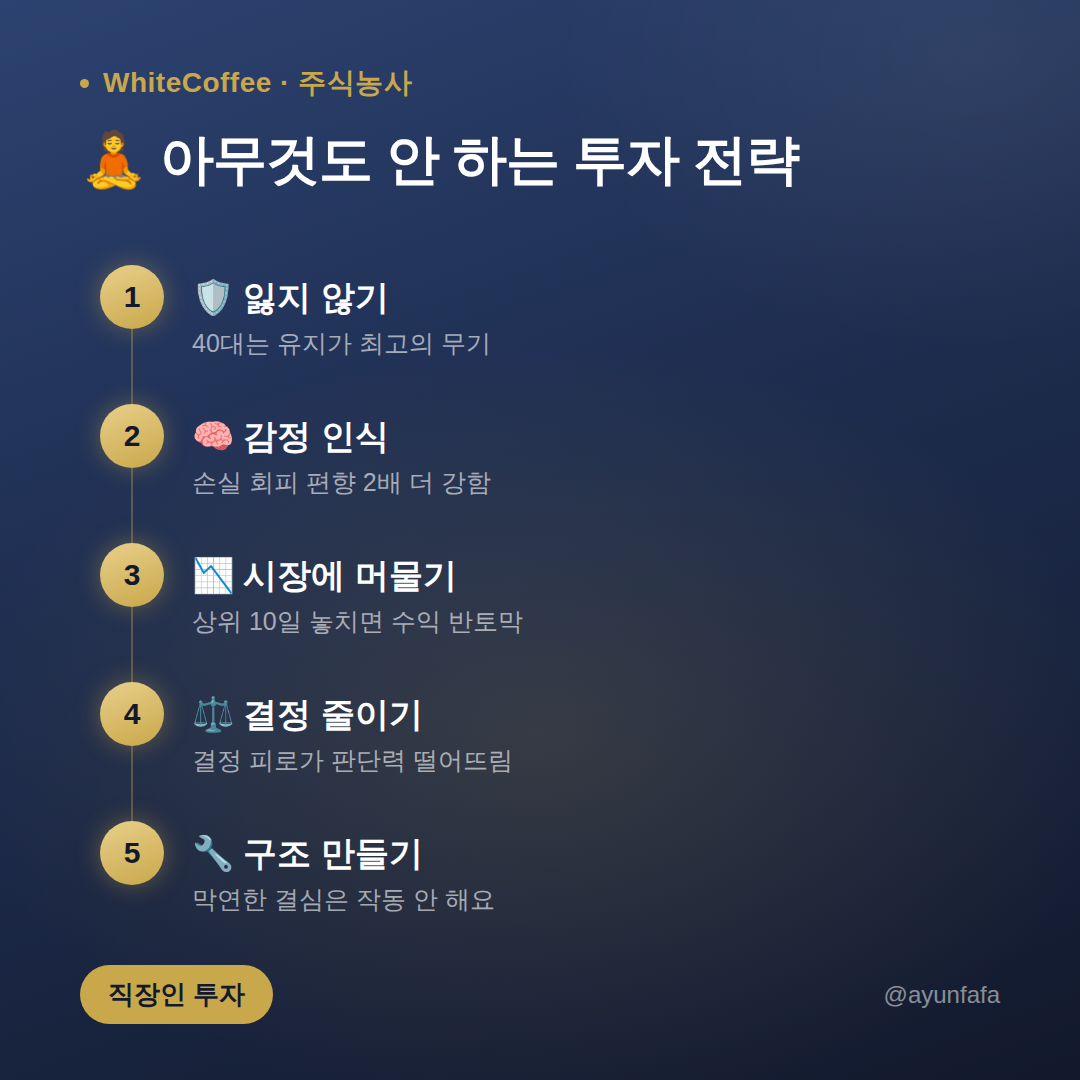 WhiteCoffee · 주식농사
🧘 아무것도 안 하는 투자 전략
1
🛡️ 잃지 않기
40대는 유지가 최고의 무기
2
🧠 감정 인식
손실 회피 편향 2배 더 강함
3
📉 시장에 머물기
상위 10일 놓치면 수익 반토막
4
⚖️ 결정 줄이기
결정 피로가 판단력 떨어뜨림
5
🔧 구조 만들기
막연한 결심은 작동 안 해요
직장인 투자
@ayunfafa